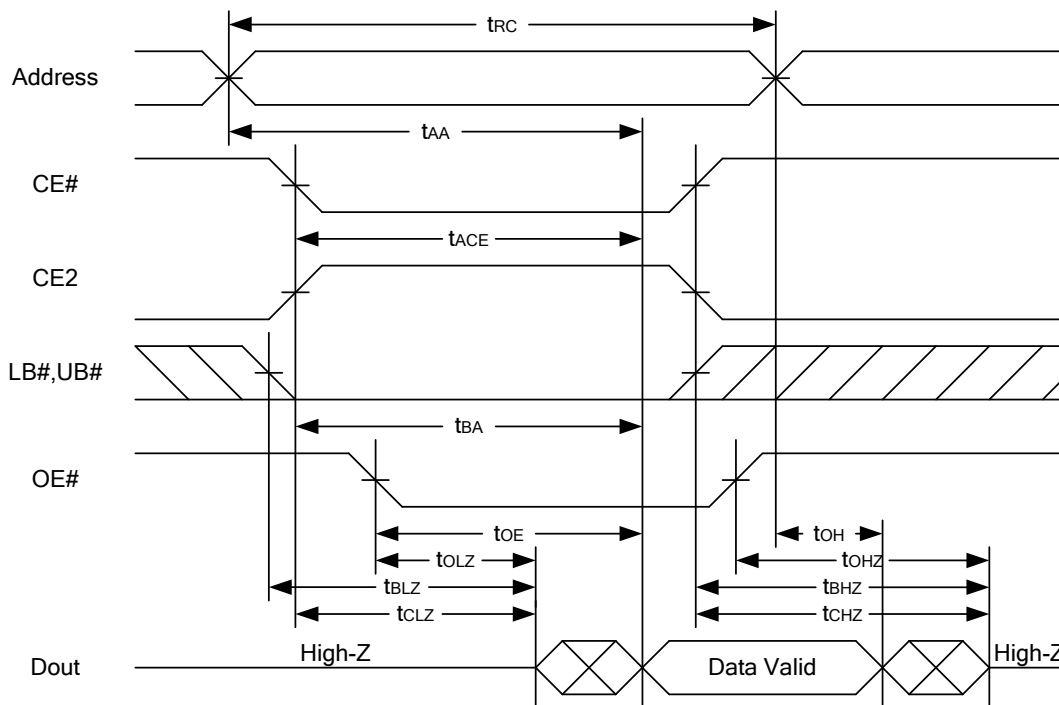 tRC
Address
tAA
CE#
tACE
CE2
LB#,UB#
tBA
OE#
tOE
tOH
tOLZ
tOHZ
tBLZ
tBHZ
tCLZ
tCHZ
High-Z
High-Z
Dout
Data Valid